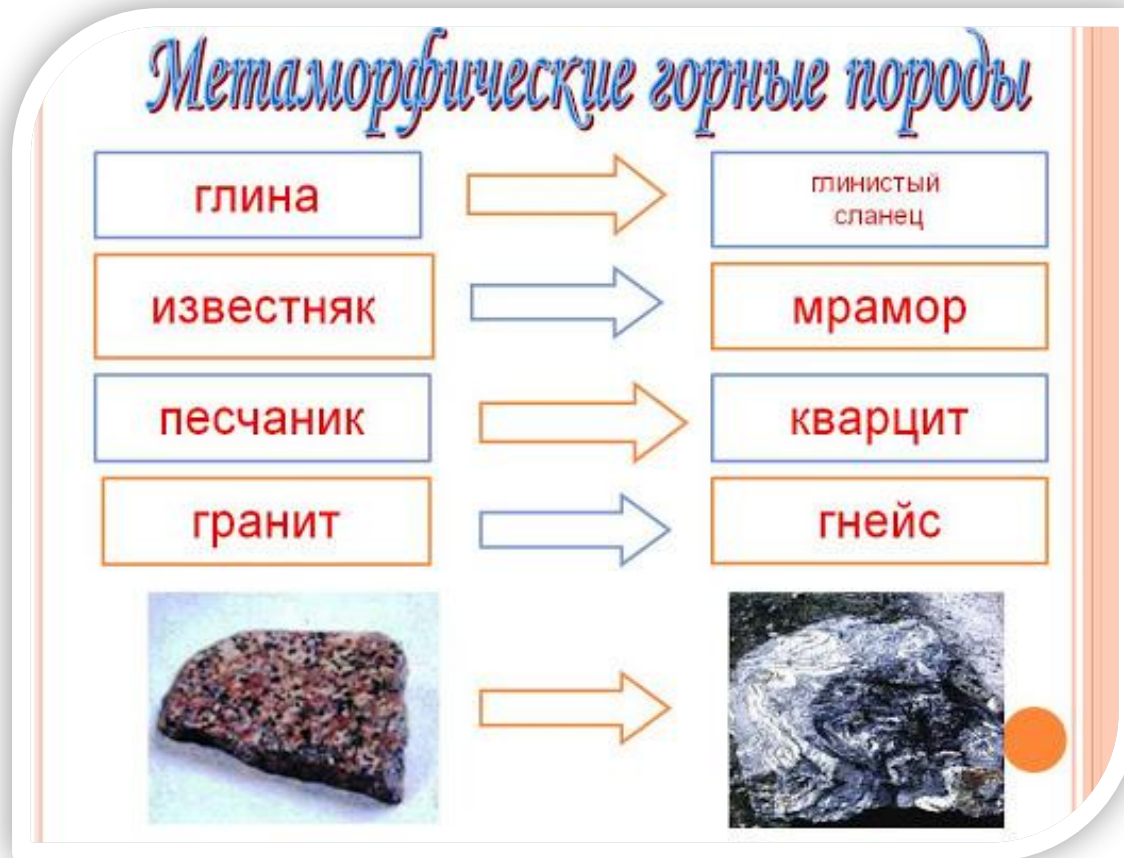 Метаморфические горные породы
глина
глинистый
сланец
известняк
мрамор
песчаник
кварцит
гранит
гнейс